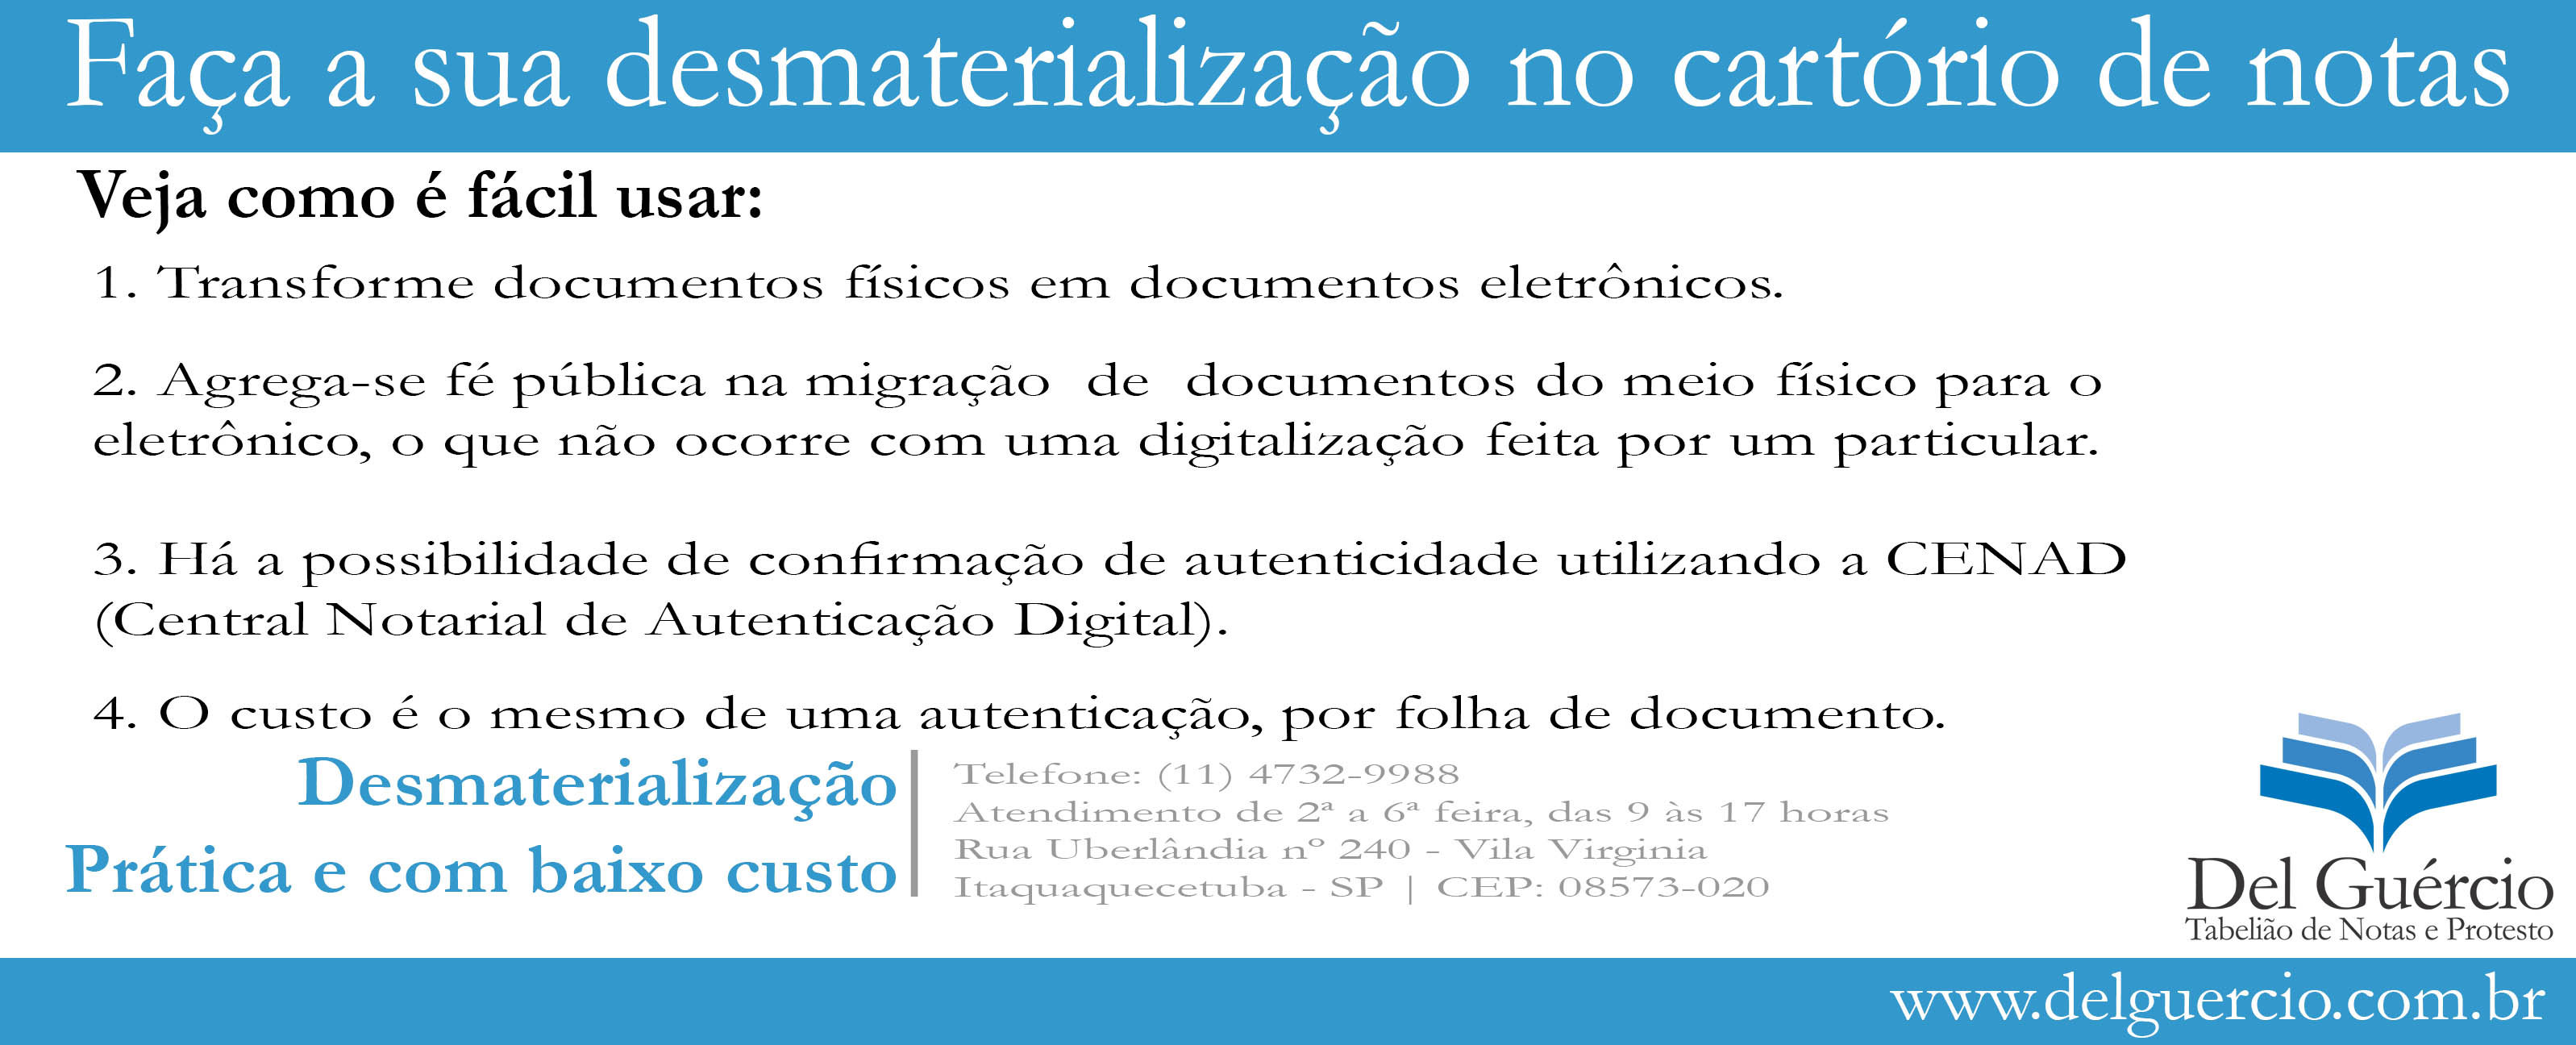 Faça a sua desmaterialização no cartório de notas
Veja como é fácil usar:
1. Transforme documentos físicos em documentos eletrônicos.
2. Agrega-se fé pública na migração de documentos do meio físico para o
eletrônico, o que não ocorre com uma digitalização feita por um particular.
3. Há a possibilidade de confirmação de autenticidade utilizando a CENAD
(Central Notarial de Autenticação Digital).
4. O custo é o mesmo de uma autenticação, por folha de documento.
Desmaterialização
Prática e com baixo custo
Telefone: (11) 4732-9988
Atendimento de 2ª a 6ª feira, das 9 às 17 horas
Rua Uberlândia nº 240 - Vila Virginia
Itaquaquecetuba - SP | CEP: 08573-020
Del Guércio
Tabelião de Notas e Protesto
www.delguercio.com.br